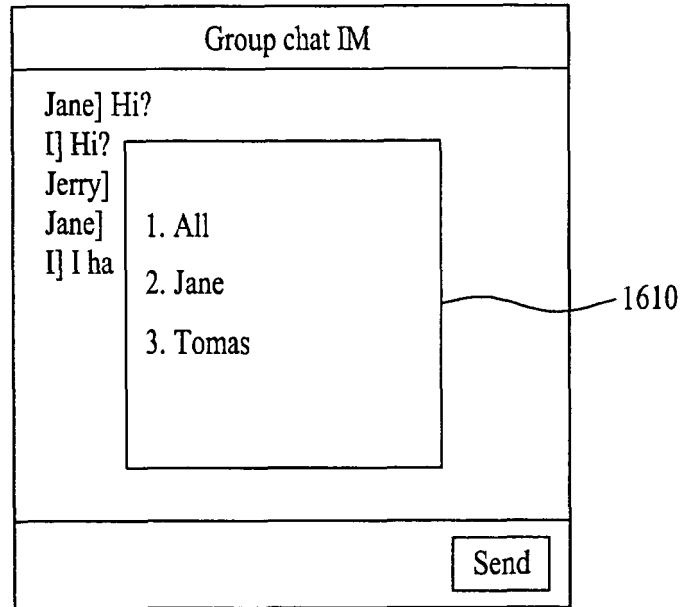 Group chat IM
Jane] Hi?
I] Hi?
Jerry]
Jane]
I] I ha
1. All
2. Jane
3. Tomas
1610
Send